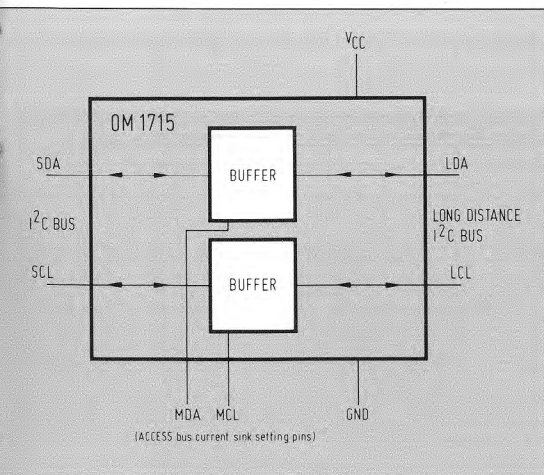 VCC
OM 1715
SDA
BUFFER
LDA
I2C BUS
LONG DISTANCE
I2C BUS
SCL
BUFFER
LCL
MDA MCL
GND
(ACCESS bus current sink setting pins)